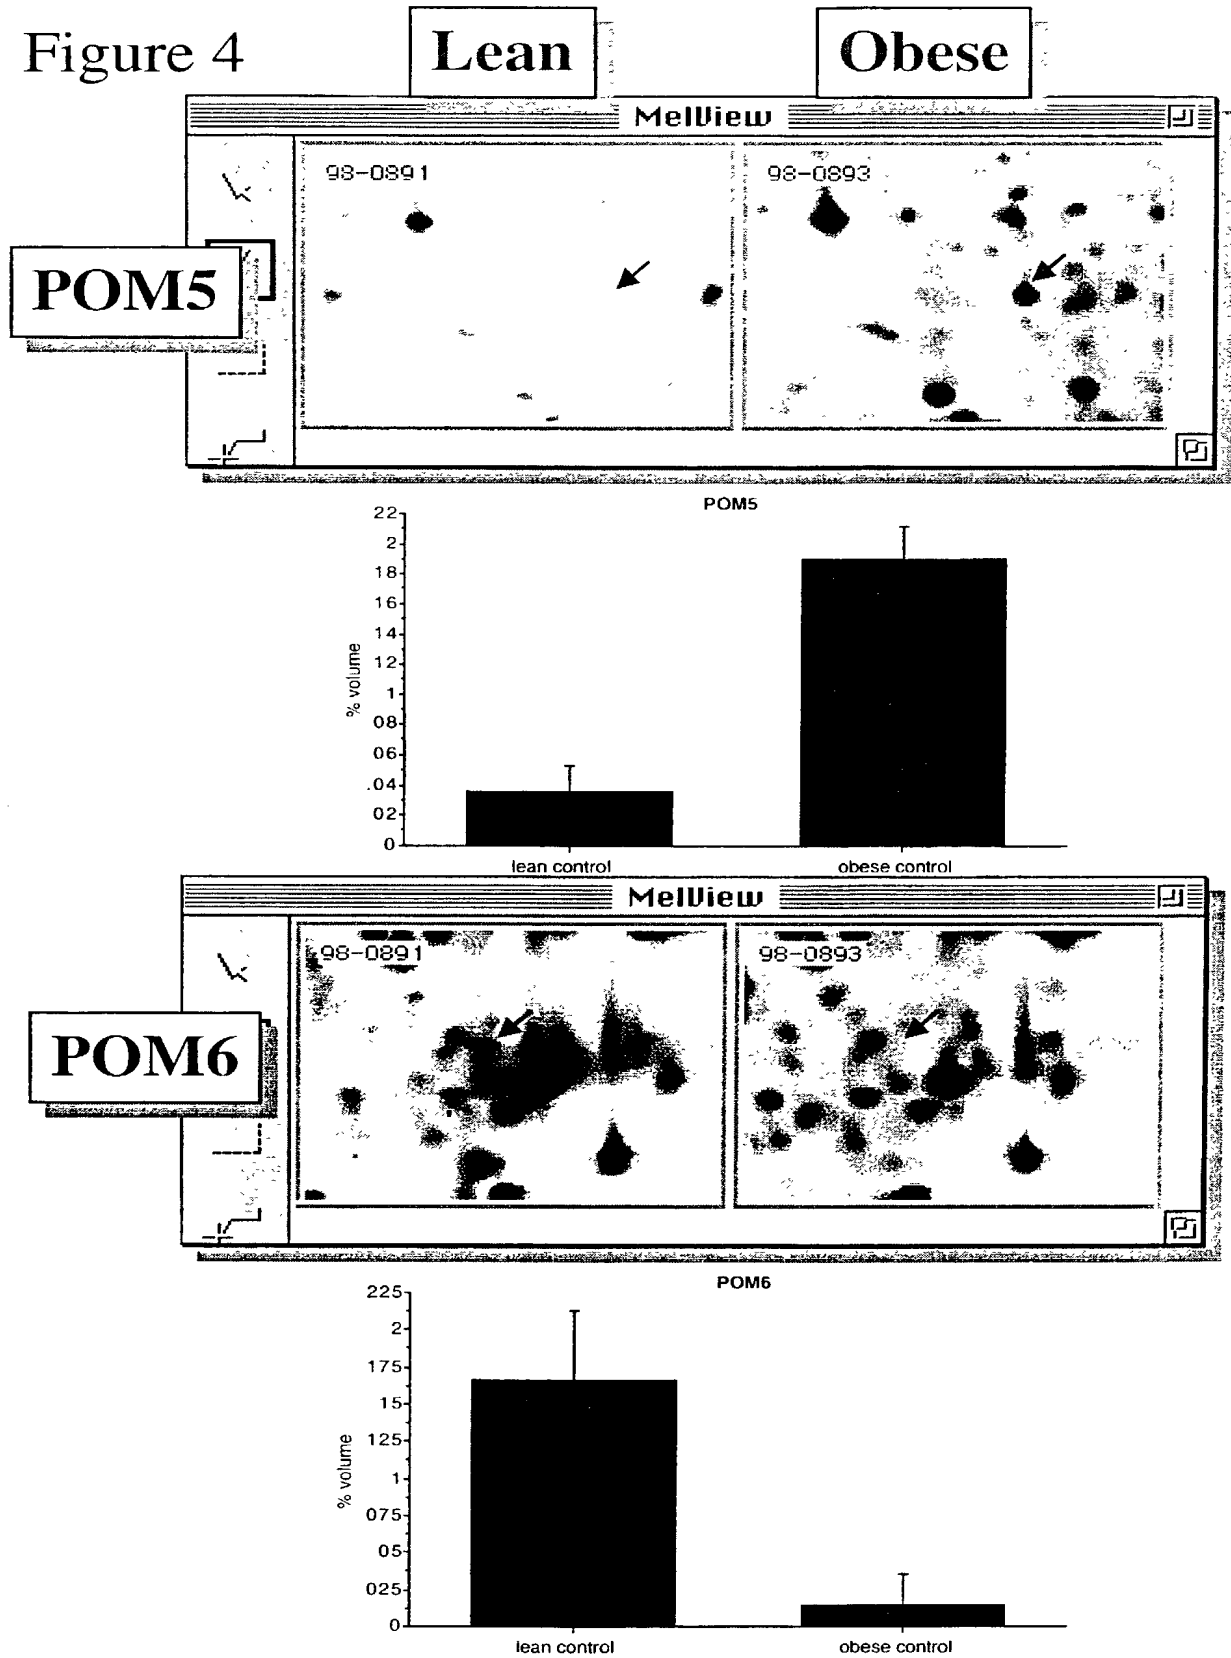 Figure 4
Lean
Obese
MelView
98-0891
98-0893
POM5
POM5
22
2
18
16
14
12
1
08
06
.04
02
0
% volume
lean control
obese control
MelView
98-0891
98-0893
POM6
POM6
225
2
175
15
125
1
075
05
025
0
% volume
lean control
obese control